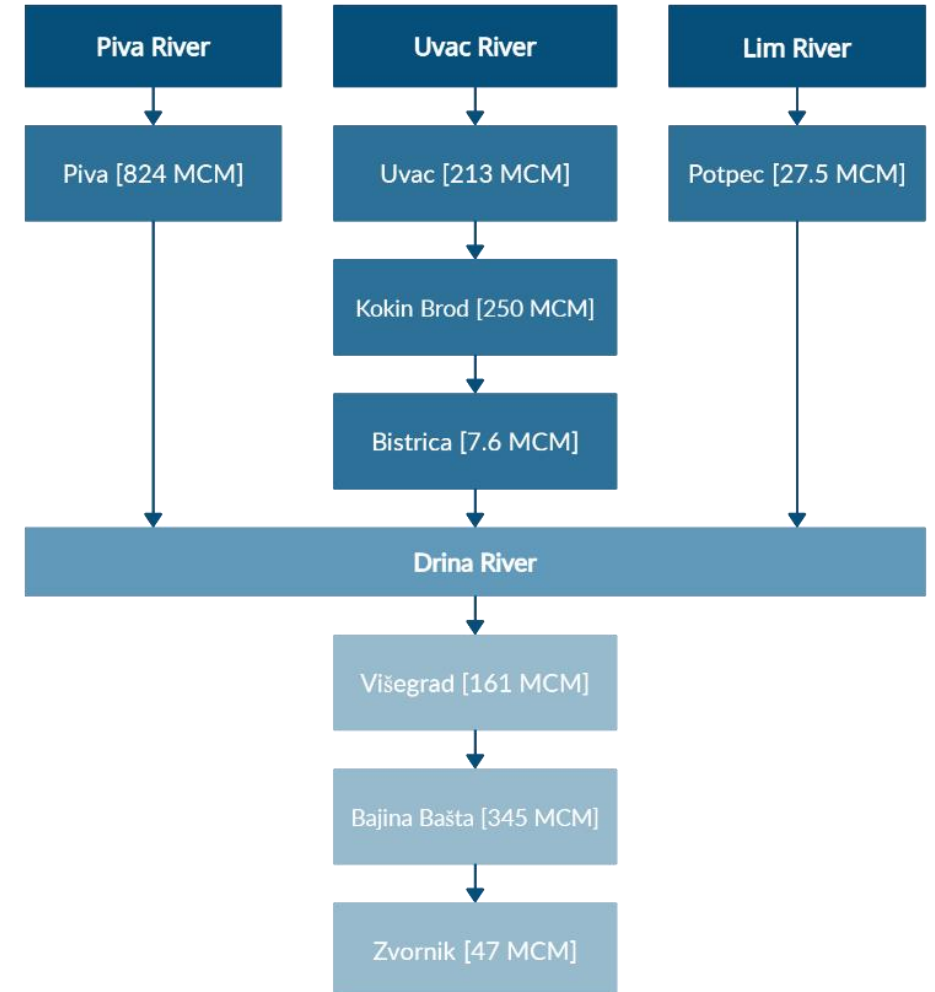 Piva River
Uvac River
Lim River
Piva [824 MCM]
Uvac [213 MCM]
Potpec [27.5 MCM]
Kokin Brod [250 MCM]
Bistrica [7.6 MCM]
Drina River
Višegrad [161 MCM]
Bajina Bašta [345 MCM]
Zvornik [47 MCM]